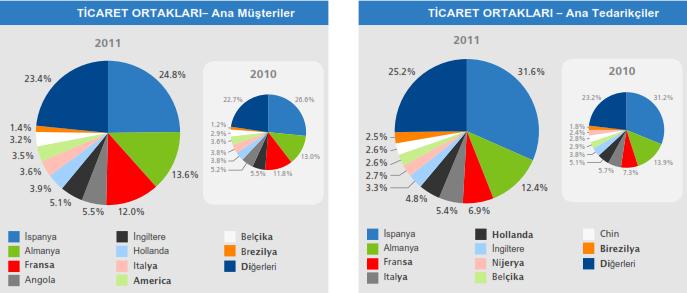 TİCARET ORTAKLARI– Ana Müşteriler
2011
24.8%
13.6%
12.0%
5.5%
5.1%
3.9%
3.6%
3.5%
3.2%
1.4%
23.4%
2010
26.6%
13.0%
11.8%
5.5%
5.2%
3.8%
3.8%
3.6%
2.9%
1.2%
22.7%
İspanya
Almanya
Fransa
Angola
İngiltere
Hollanda
İtalya
America
Belçika
Brezilya
Diğerleri
TİCARET ORTAKLARI – Ana Tedarikçiler
2011
31.6%
12.4%
6.9%
5.4%
4.8%
3.3%
2.7%
2.6%
2.6%
2.5%
25.2%
2010
31.2%
13.9%
7.3%
5.7%
5.1%
3.8%
2.9%
2.8%
2.4%
1.8%
23.2%
İspanya
Almanya
Fransa
İtalya
Hollanda
İngiltere
Nijerya
Belçika
Chin
Birezilya
Diğerleri